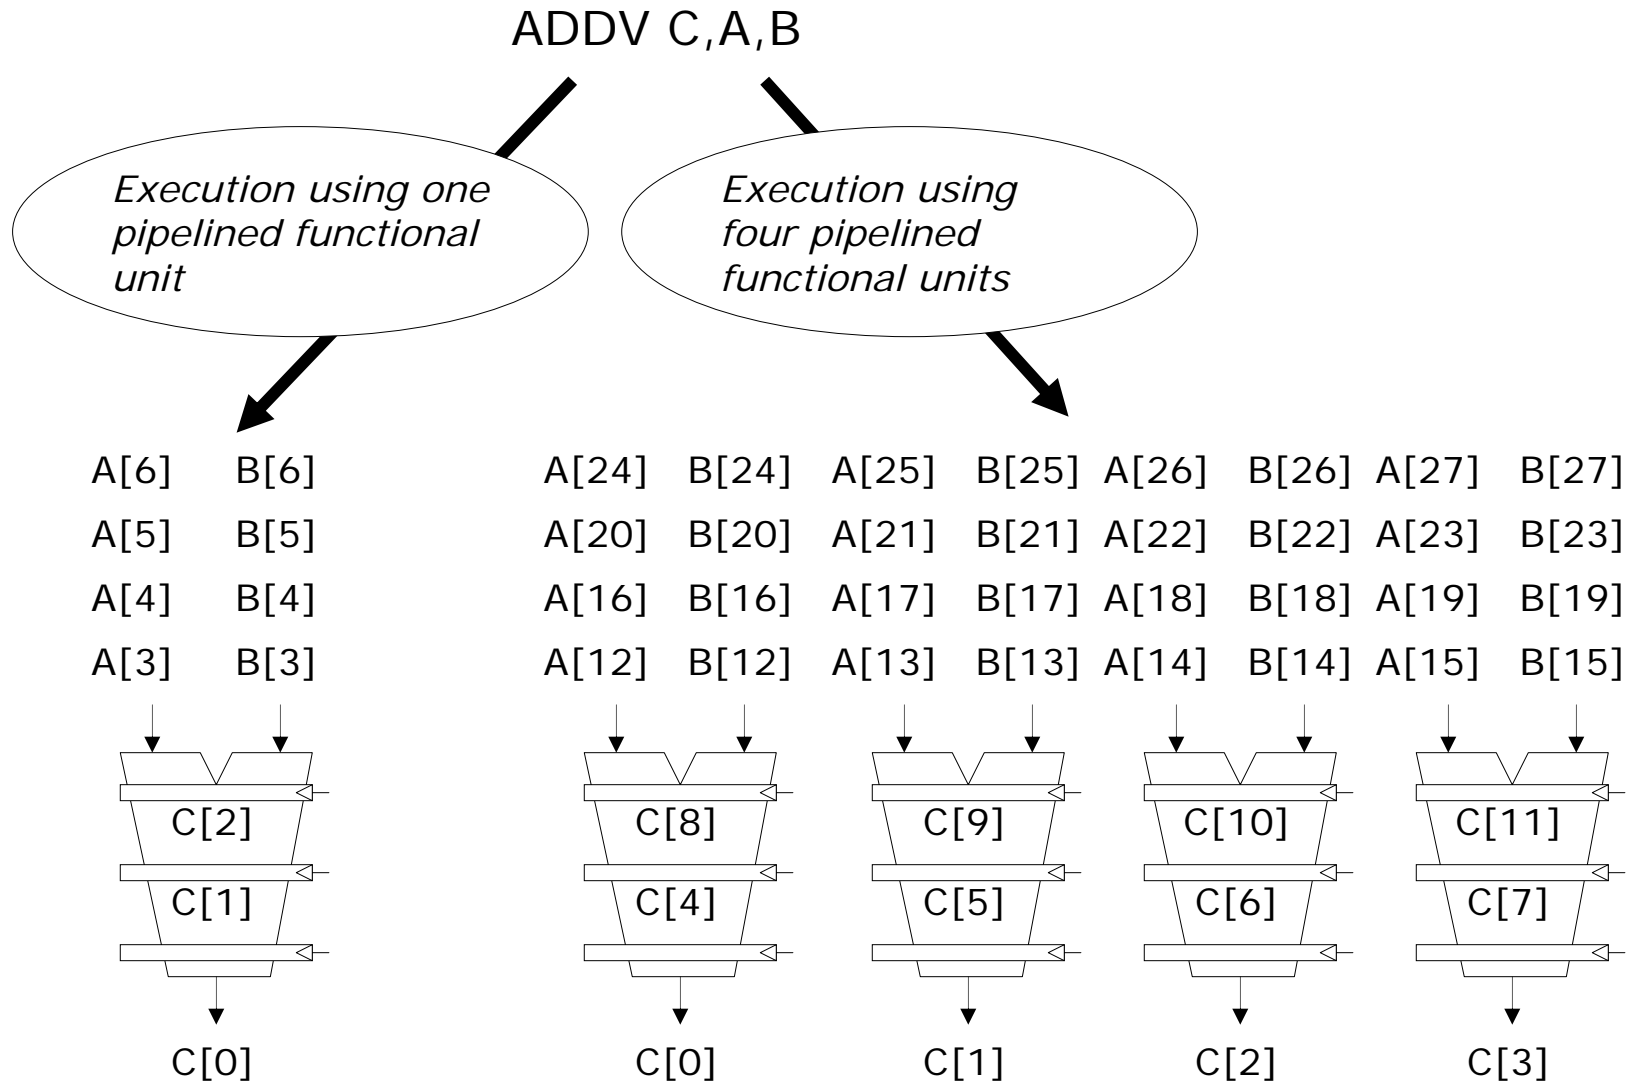 ADDV C,A,B
Execution using one
pipelined functional
unit
Execution using
four pipelined
functional units
A[6] B[6] A[24] B[24] A[25] B[25] A[26] B[26] A[27] B[27]
A[5] B[5] A[20] B[20] A[21] B[21] A[22] B[22] A[23] B[23]
A[4] B[4] A[16] B[16] A[17] B[17] A[18] B[18] A[19] B[19]
A[3] B[3] A[12] B[12] A[13] B[13] A[14] B[14] A[15] B[15]
C[2] C[8] C[9] C[10] C[11]
C[1] C[4] C[5] C[6] C[7]
C[0] C[0] C[1] C[2] C[3]